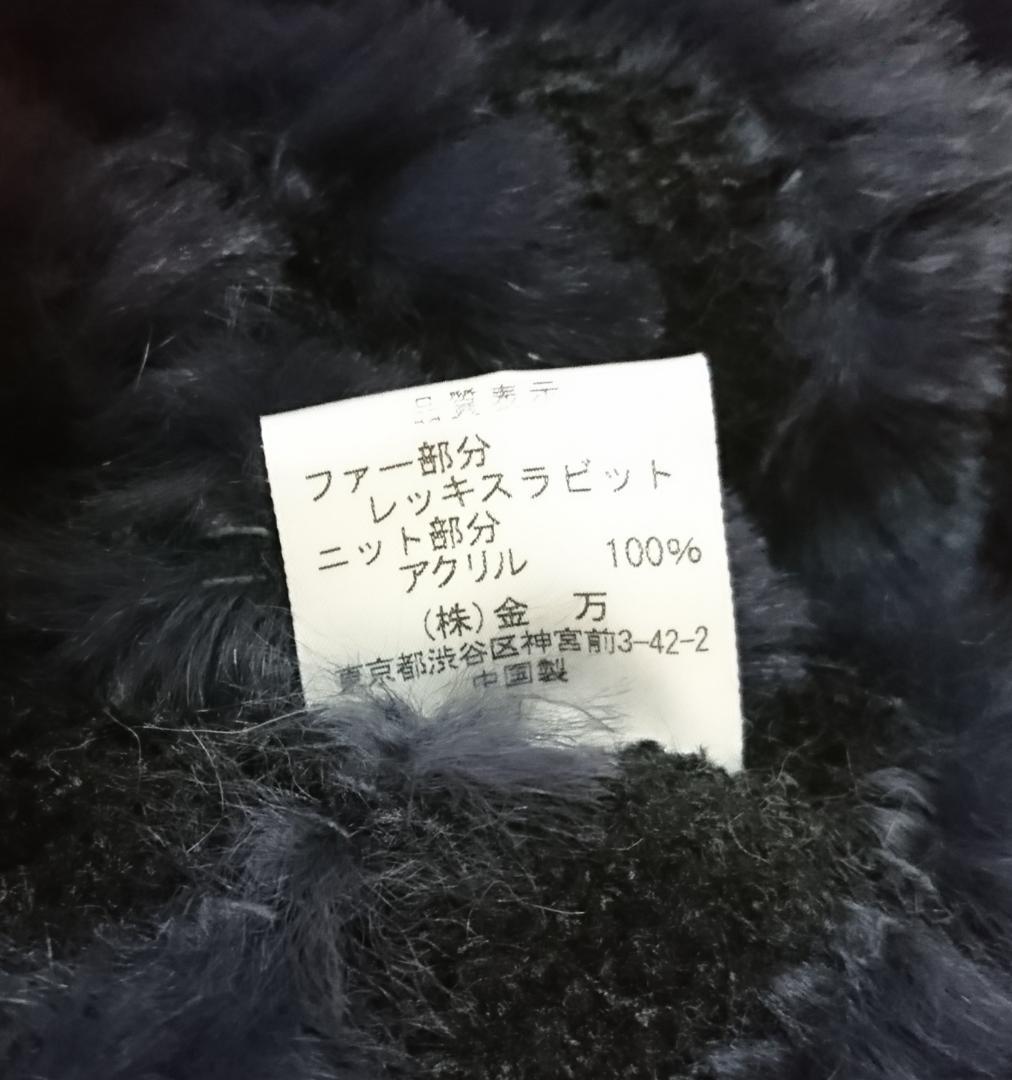 品質表示
ファー部分
レッキスラビット
ニット部分
アクリル 100%
(株)金 万
東京都渋谷区神宮前3-42-2
中国製